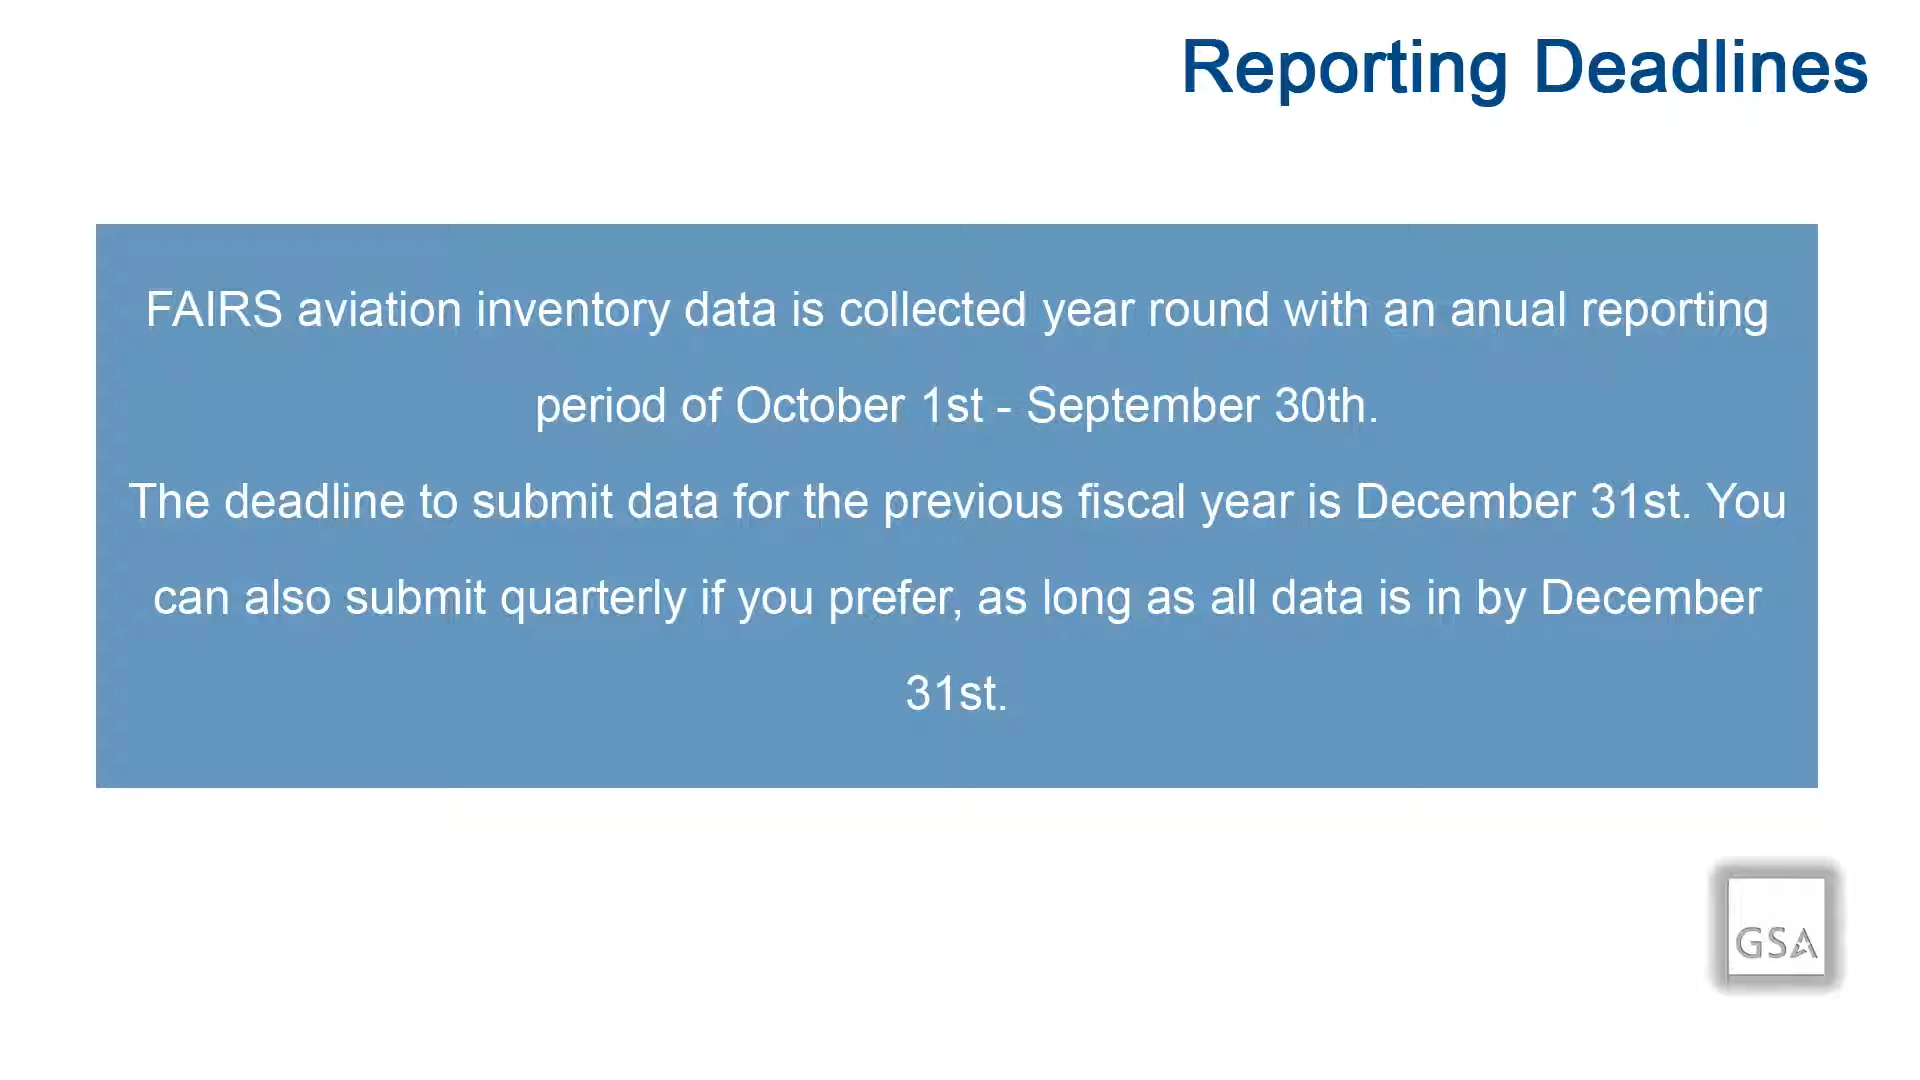 Reporting Deadlines
FAIRS aviation inventory data is collected year round with an anual reporting
period of October 1st - September 30th.
The deadline to submit data for the previous fiscal year is December 31st. You
can also submit quarterly if you prefer, as long as all data is in by December
31st.
GSA